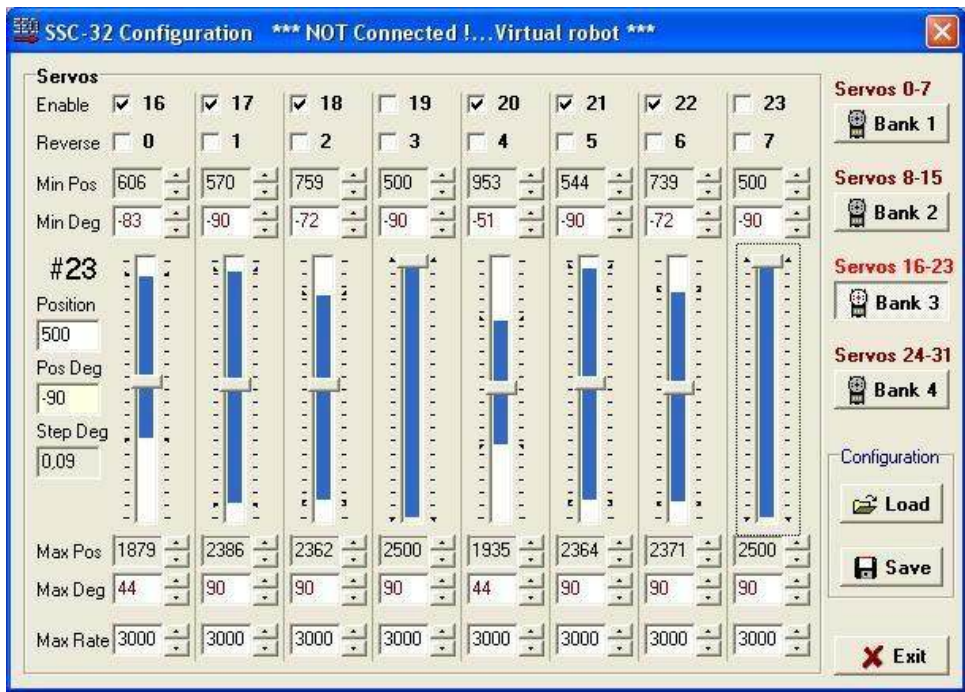 SSC-32 Configuration *** NOT Connected !...Virtual robot ***
Servos
Enable 16 17 18 19 20 21 22 23
Reverse 0 1 2 3 4 5 6 7
Min Pos 606 570 759 500 953 544 739 500
Min Deg -83 -90 -72 -90 -51 -90 -72 -90
#23
Position
500
Pos Deg
-90
Step Deg
0,09
Max Pos 1879 2386 2362 2500 1935 2364 2371 2500
Max Deg 44 90 90 90 44 90 90 90
Max Rate 3000 3000 3000 3000 3000 3000 3000 3000
Servos 0-7
Bank 1
Servos 8-15
Bank 2
Servos 16-23
Bank 3
Servos 24-31
Bank 4
Configuration
Load
Save
Exit